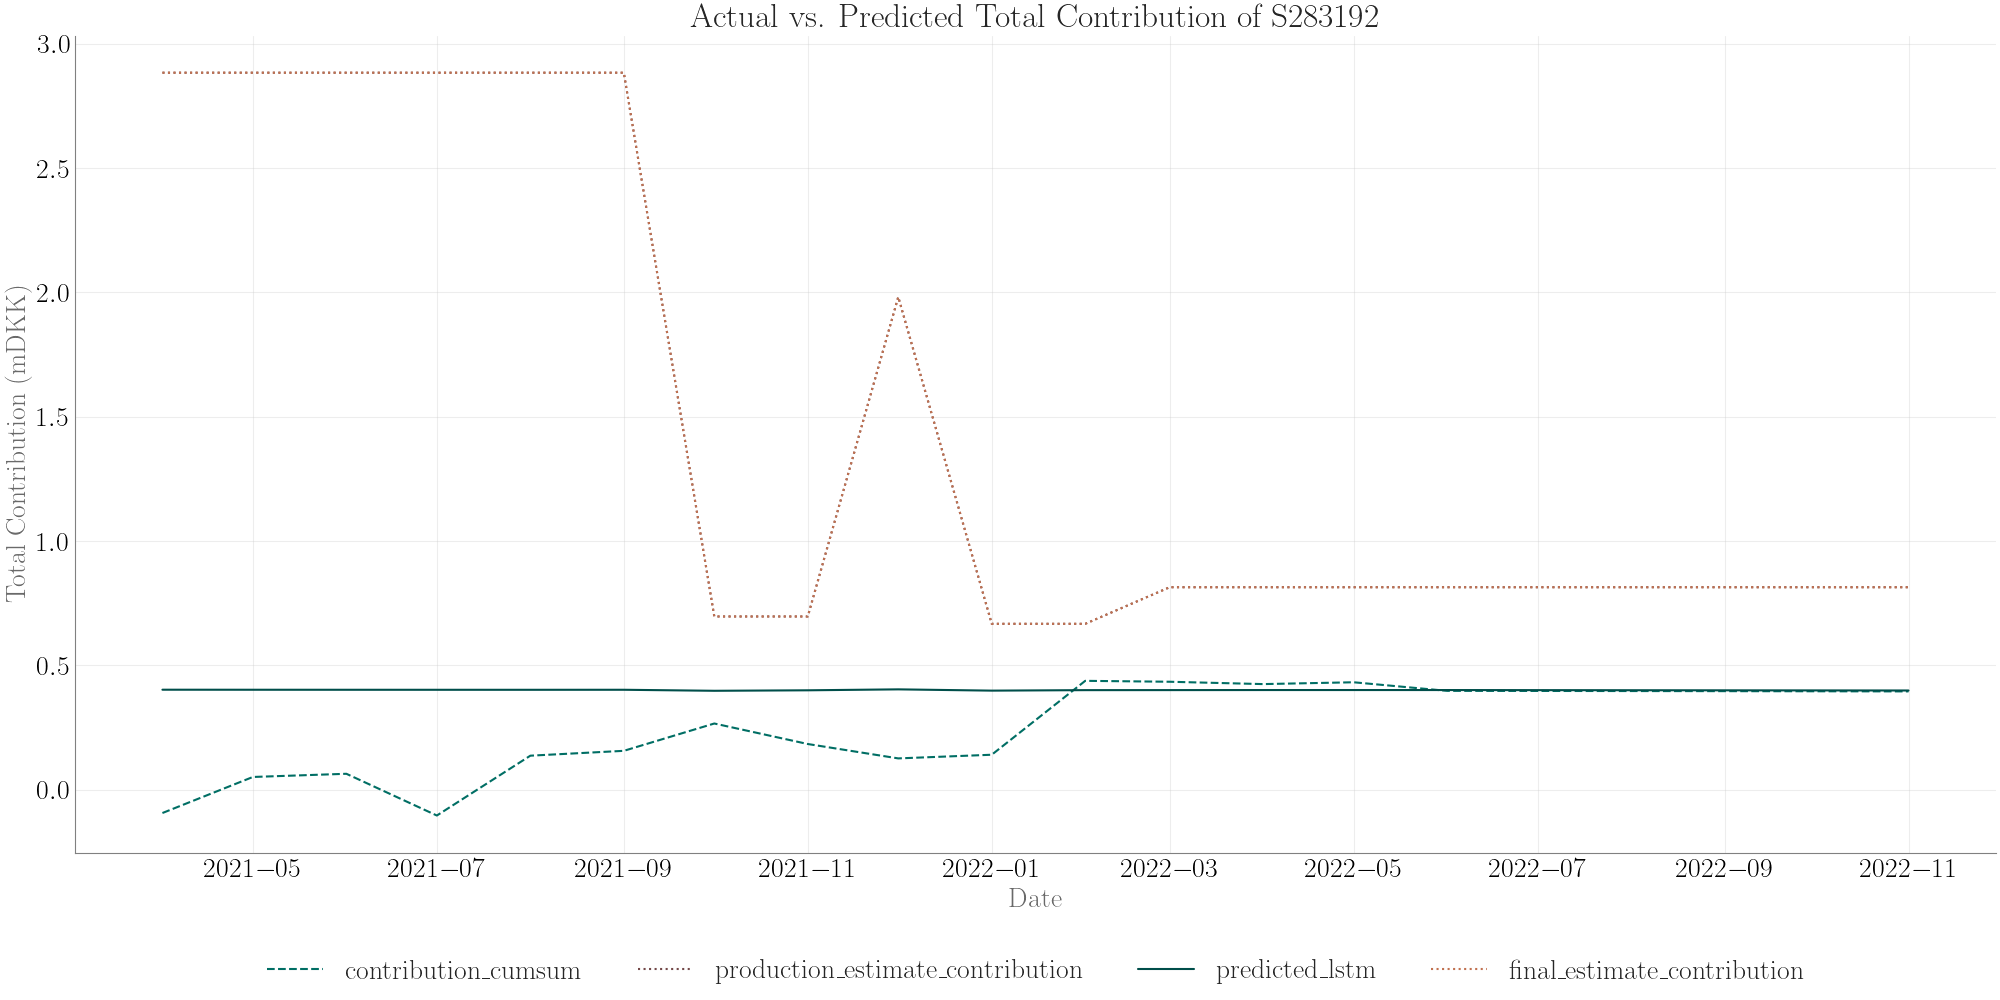 Actual vs. Predicted Total Contribution of S283192
Total Contribution (mDKK)
3.0
2.5
2.0
1.5
1.0
0.5
0.0
2021−05 2021−07 2021−09 2021−11 2022−01 2022−03 2022−05 2022−07 2022−09 2022−11
Date
contribution_cumsum production_estimate_contribution predicted_lstm final_estimate_contribution